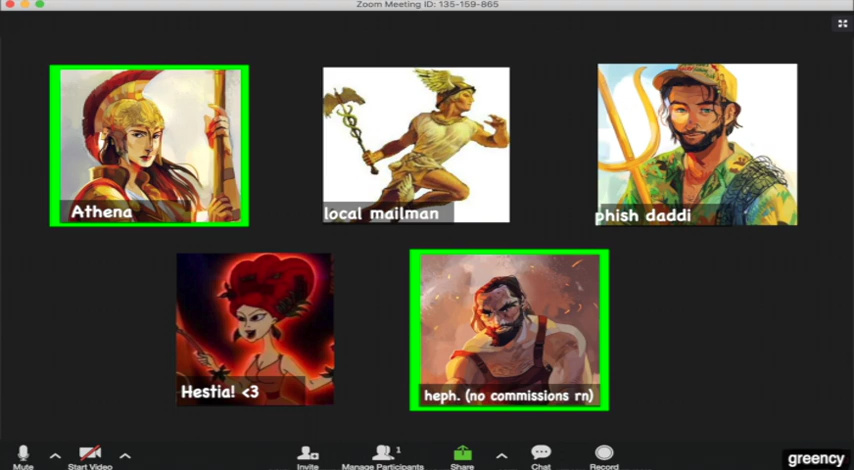 Zoom Meeting ID: 135-159-865
Athena
local mailman
phish daddi
Hestia! <3
heph. (no commissions rn)
1
Mute
Start Video
Invite
Manage Participants
Share
Chat
Record
greency